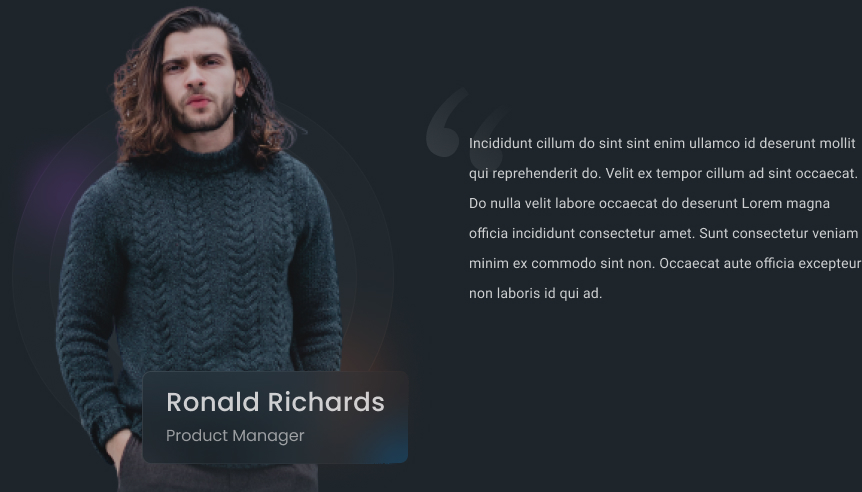 Incididunt cillum do sint sint enim ullamco id deserunt mollit
qui reprehenderit do. Velit ex tempor cillum ad sint occaecat.
Do nulla velit labore occaecat do deserunt Lorem magna
officia incididunt consectetur amet. Sunt consectetur veniam
minim ex commodo sint non. Occaecat aute officia excepteur
non laboris id qui ad.
Ronald Richards
Product Manager